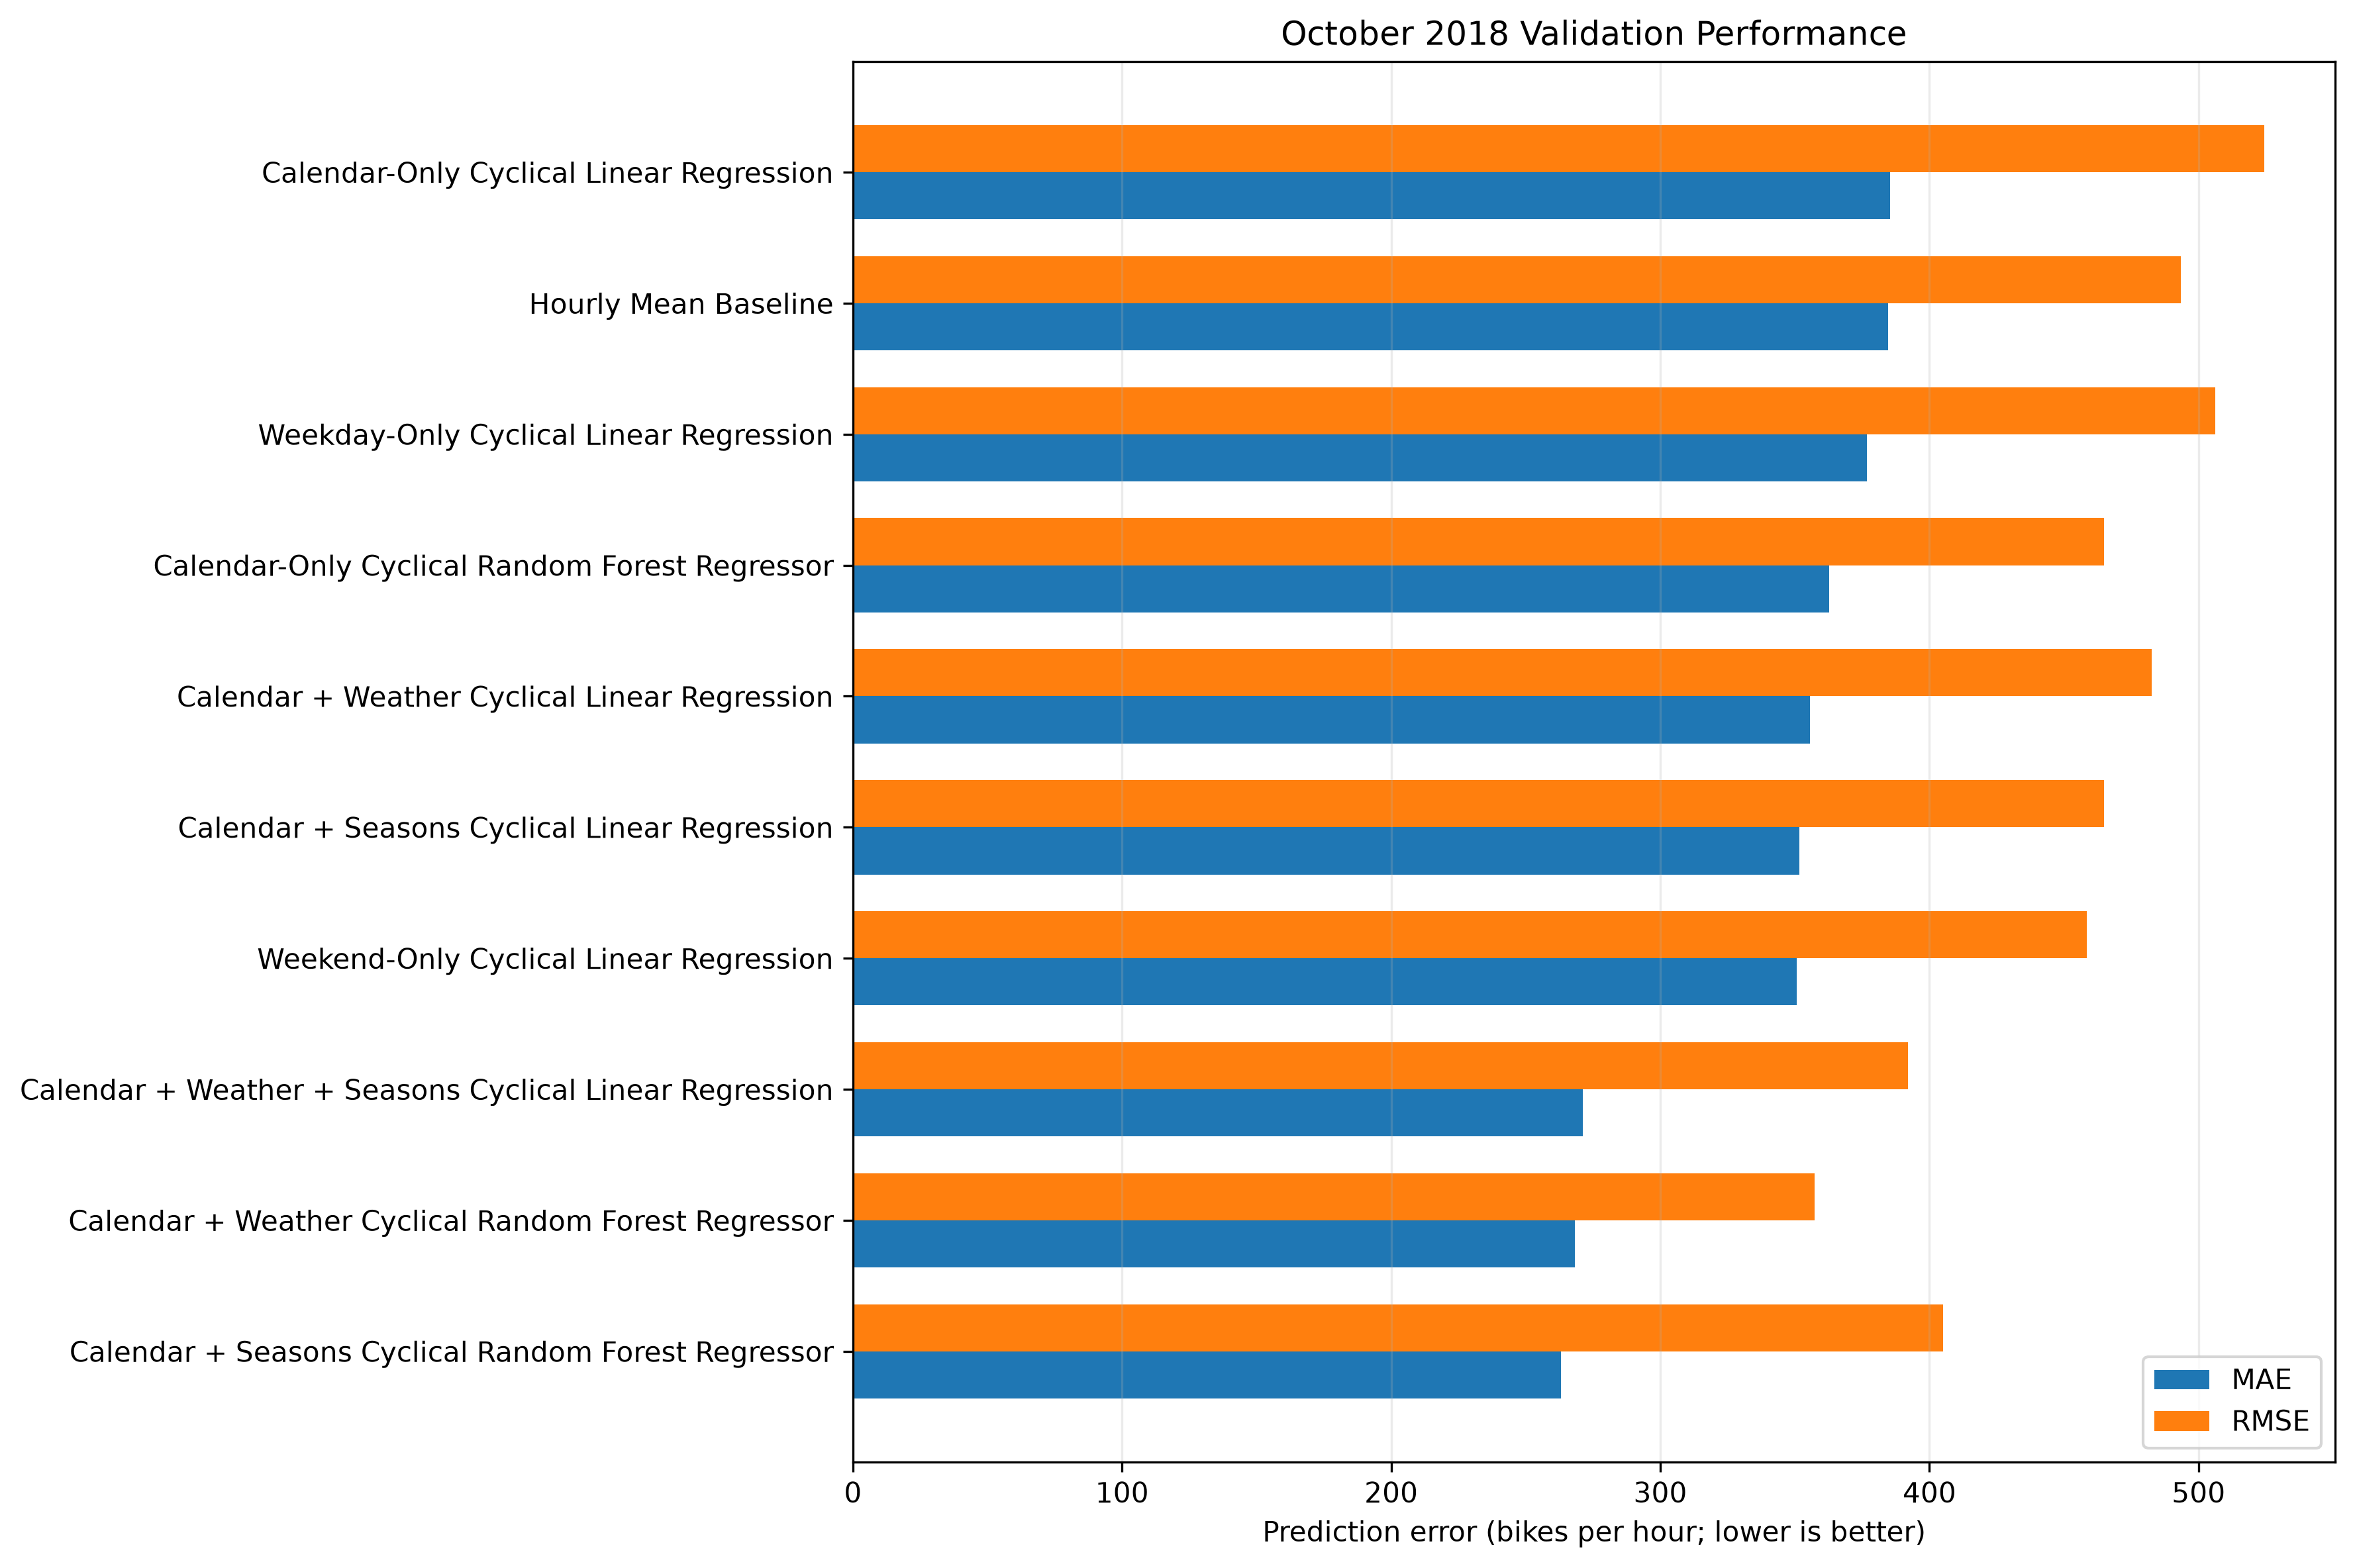 October 2018 Validation Performance
Calendar-Only Cyclical Linear Regression
Hourly Mean Baseline
Weekday-Only Cyclical Linear Regression
Calendar-Only Cyclical Random Forest Regressor
Calendar + Weather Cyclical Linear Regression
Calendar + Seasons Cyclical Linear Regression
Weekend-Only Cyclical Linear Regression
Calendar + Weather + Seasons Cyclical Linear Regression
Calendar + Weather Cyclical Random Forest Regressor
Calendar + Seasons Cyclical Random Forest Regressor
MAE
RMSE
0 100 200 300 400 500
Prediction error (bikes per hour; lower is better)